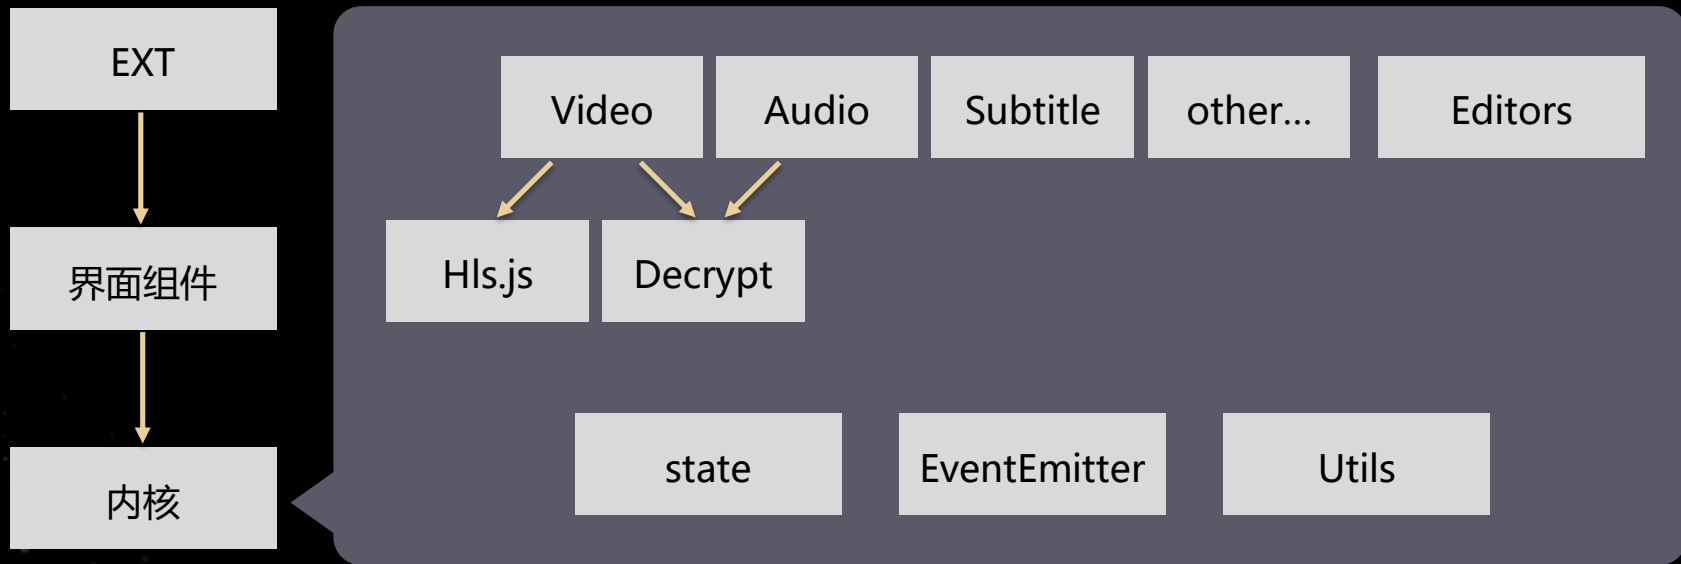 EXT
界面组件
内核
Video
Audio
Subtitle
other...
Editors
Hls.js
Decrypt
state
EventEmitter
Utils